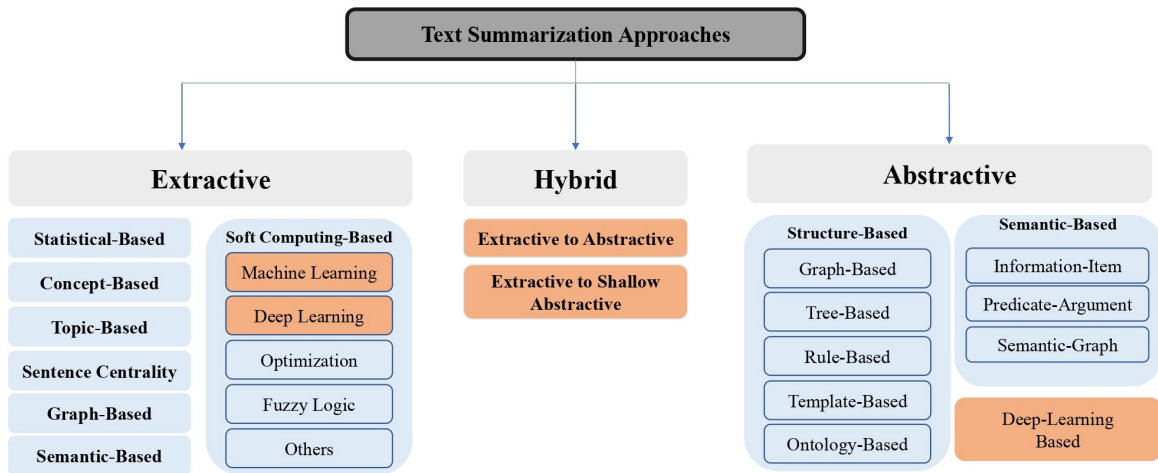 Text Summarization Approaches
Extractive
Statistical-Based
Concept-Based
Topic-Based
Sentence Centrality
Graph-Based
Semantic-Based
Soft Computing-Based
Machine Learning
Deep Learning
Optimization
Fuzzy Logic
Others
Hybrid
Extractive to Abstractive
Extractive to Shallow
Abstractive
Abstractive
Structure-Based
Graph-Based
Tree-Based
Rule-Based
Template-Based
Ontology-Based
Semantic-Based
Information-Item
Predicate-Argument
Semantic-Graph
Deep-Learning
Based